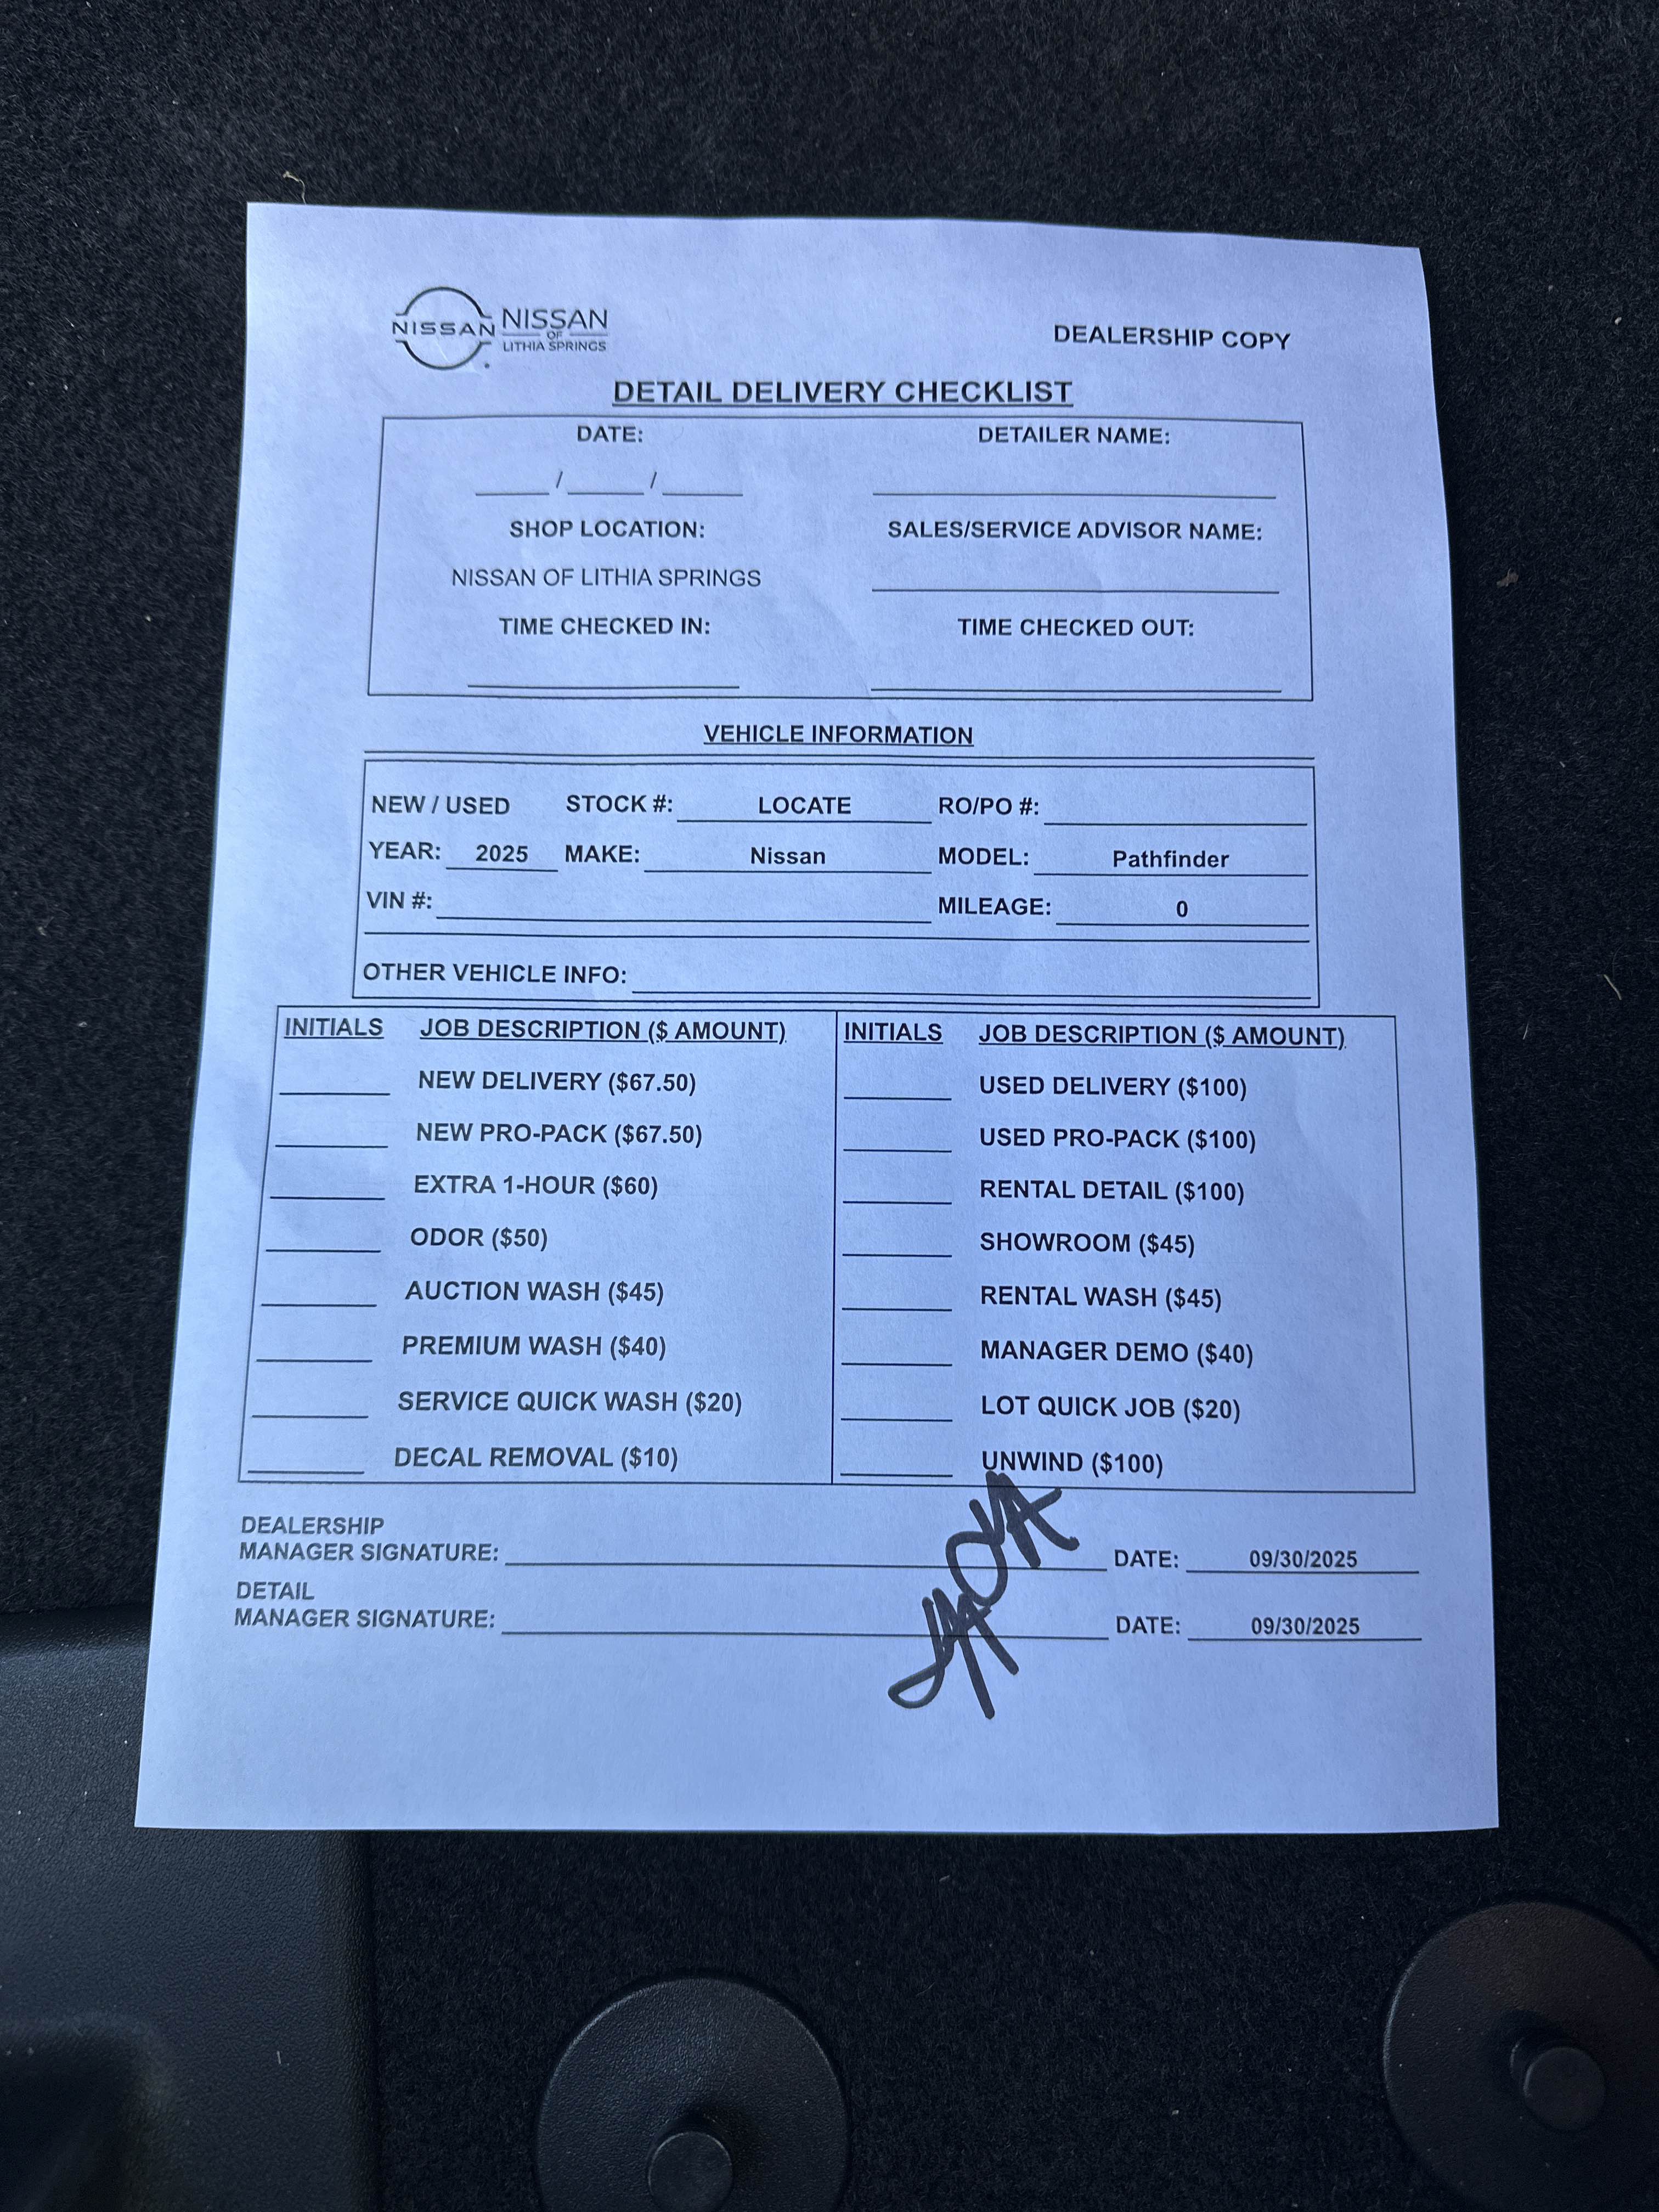 NISSAN
NISSAN
OF
LITHIA SPRINGS
DEALERSHIP COPY
DETAIL DELIVERY CHECKLIST
DATE: DETAILER NAME:
____ / ____ / ____ ____
SHOP LOCATION: SALES/SERVICE ADVISOR NAME:
NISSAN OF LITHIA SPRINGS
TIME CHECKED IN: TIME CHECKED OUT:
VEHICLE INFORMATION
NEW / USED STOCK #: LOCATE RO/PO #:
YEAR: 2025 MAKE: Nissan MODEL: Pathfinder
VIN #: MILEAGE: 0
OTHER VEHICLE INFO:
INITIALS JOB DESCRIPTION ($ AMOUNT) INITIALS JOB DESCRIPTION ($ AMOUNT)
NEW DELIVERY ($67.50) USED DELIVERY ($100)
NEW PRO-PACK ($67.50) USED PRO-PACK ($100)
EXTRA 1-HOUR ($60) RENTAL DETAIL ($100)
ODOR ($50) SHOWROOM ($45)
AUCTION WASH ($45) RENTAL WASH ($45)
PREMIUM WASH ($40) MANAGER DEMO ($40)
SERVICE QUICK WASH ($20) LOT QUICK JOB ($20)
DECAL REMOVAL ($10) UNWIND ($100)
DEALERSHIP
MANAGER SIGNATURE: DATE: 09/30/2025
DETAIL
MANAGER SIGNATURE: DATE: 09/30/2025